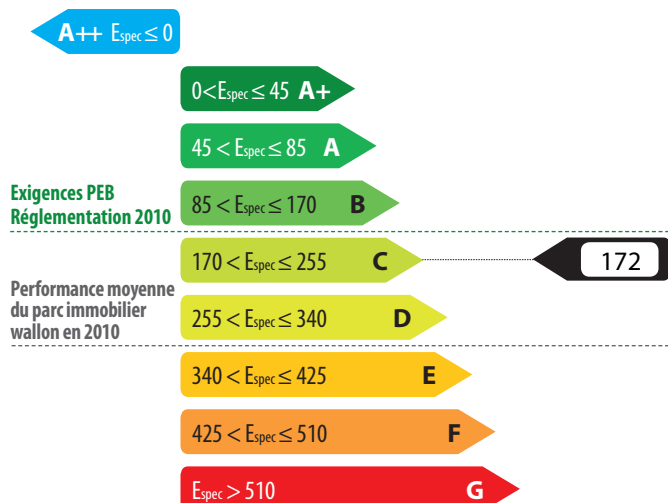 A++ Espec ≤ 0
0<Espec ≤ 45 A+
45 < Espec ≤ 85 A
Exigences PEB
Réglementation 2010
85 < Espec ≤ 170 B
170 < Espec ≤ 255 C
172
Performance moyenne
du parc immobilier
wallon en 2010
255 < Espec ≤ 340 D
340 < Espec ≤ 425 E
425 < Espec ≤ 510 F
Espec > 510 G